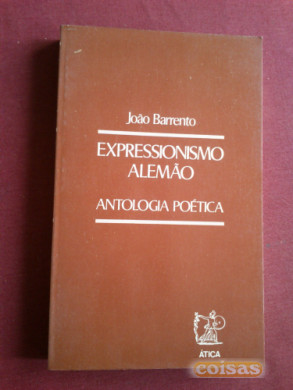 João Barrento
EXPRESSIONISMO
ALEMÃO
ANTOLOGIA POÉTICA
ÁTICA
coisas